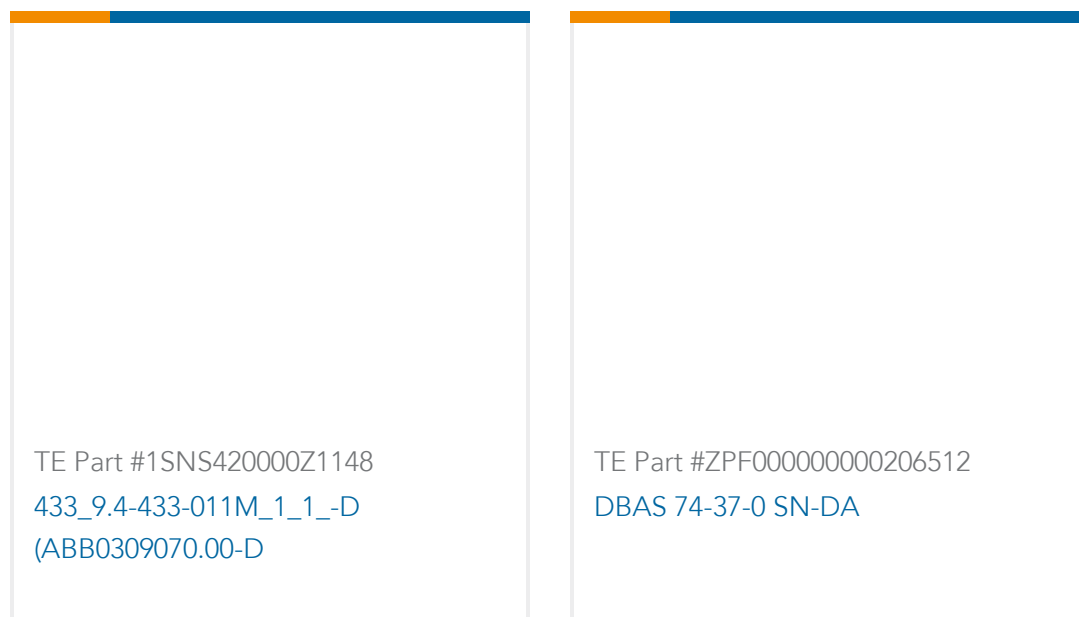 TE Part #1SNS420000Z1148
433_9.4-433-011M_1_1_-D
(ABB0309070.00-D
TE Part #ZPF000000000206512
DBAS 74-37-0 SN-DA